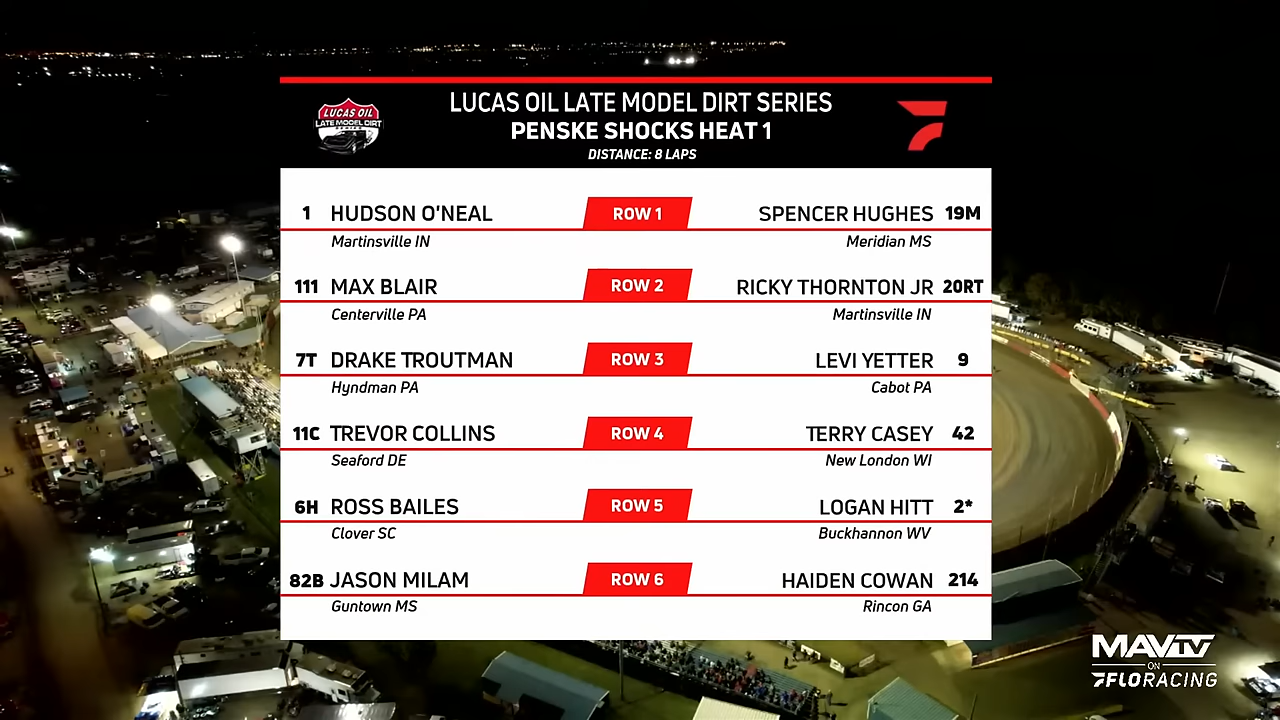 LUCAS OIL LATE MODEL DIRT SERIES
PENSKE SHOCKS HEAT 1
DISTANCE: 8 LAPS
LUCAS OIL
LATE MODEL DIRT
SERIES
1 HUDSON O'NEAL ROW 1 SPENCER HUGHES 19M
Martinsville IN Meridian MS
111 MAX BLAIR ROW 2 RICKY THORNTON JR 20RT
Centerville PA Martinsville IN
7T DRAKE TROUTMAN ROW 3 LEVI YETTER 9
Hyndman PA Cabot PA
11C TREVOR COLLINS ROW 4 TERRY CASEY 42
Seaford DE New London WI
6H ROSS BAILES ROW 5 LOGAN HITT 2*
Clover SC Buckhannon WV
82B JASON MILAM ROW 6 HAIDEN COWAN 214
Guntown MS Rincon GA
MAVTV
ON
FLORACING